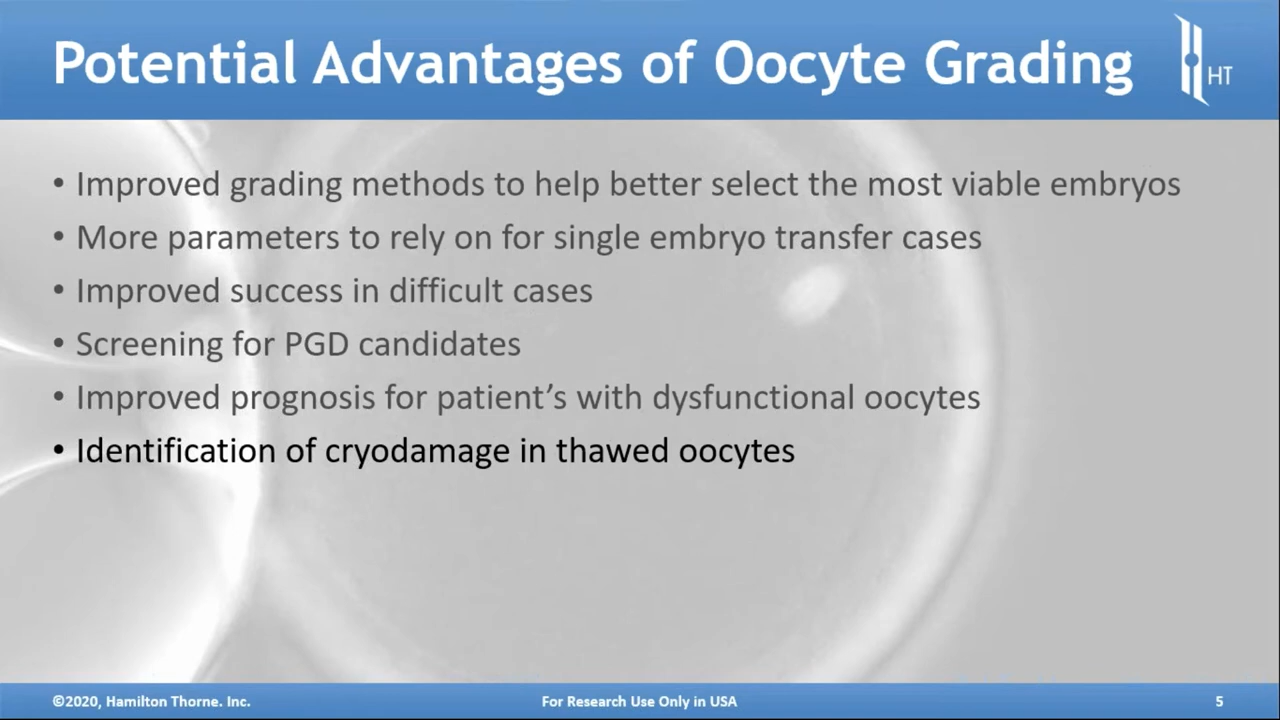 Potential Advantages of Oocyte Grading
HT
• Improved grading methods to help better select the most viable embryos
• More parameters to rely on for single embryo transfer cases
• Improved success in difficult cases
• Screening for PGD candidates
• Improved prognosis for patient’s with dysfunctional oocytes
• Identification of cryodamage in thawed oocytes
©2020, Hamilton Thorne. Inc.
For Research Use Only in USA
5